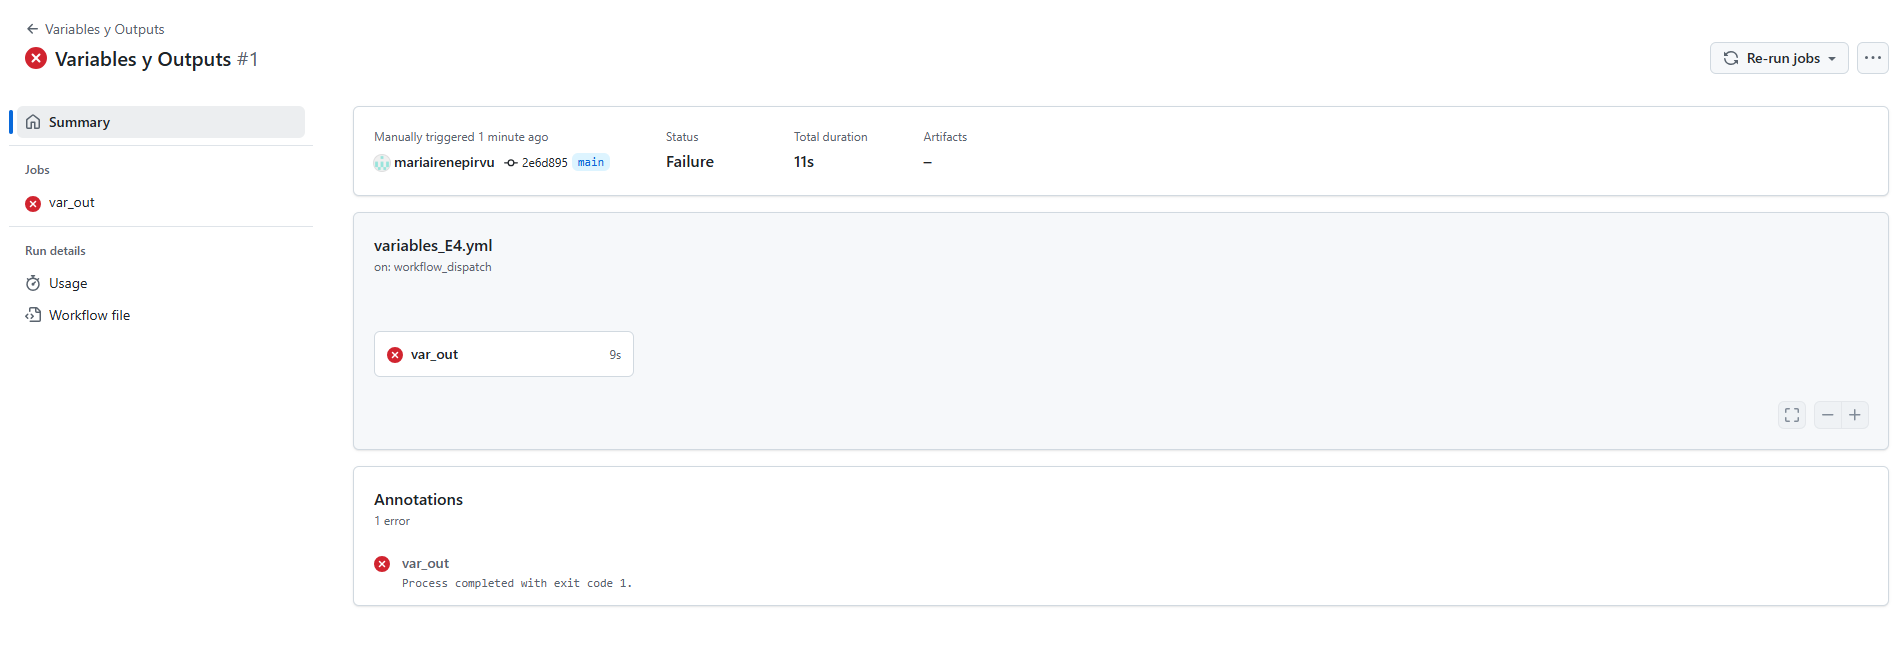 Variables y Outputs
Variables y Outputs #1
Re-run jobs
Summary
Jobs
var_out
Run details
Usage
Workflow file
Manually triggered 1 minute ago
mariairenepirvu 2e6d895 main
Status
Failure
Total duration
11s
Artifacts
–
variables_E4.yml
on: workflow_dispatch
var_out 9s
Annotations
1 error
var_out
Process completed with exit code 1.